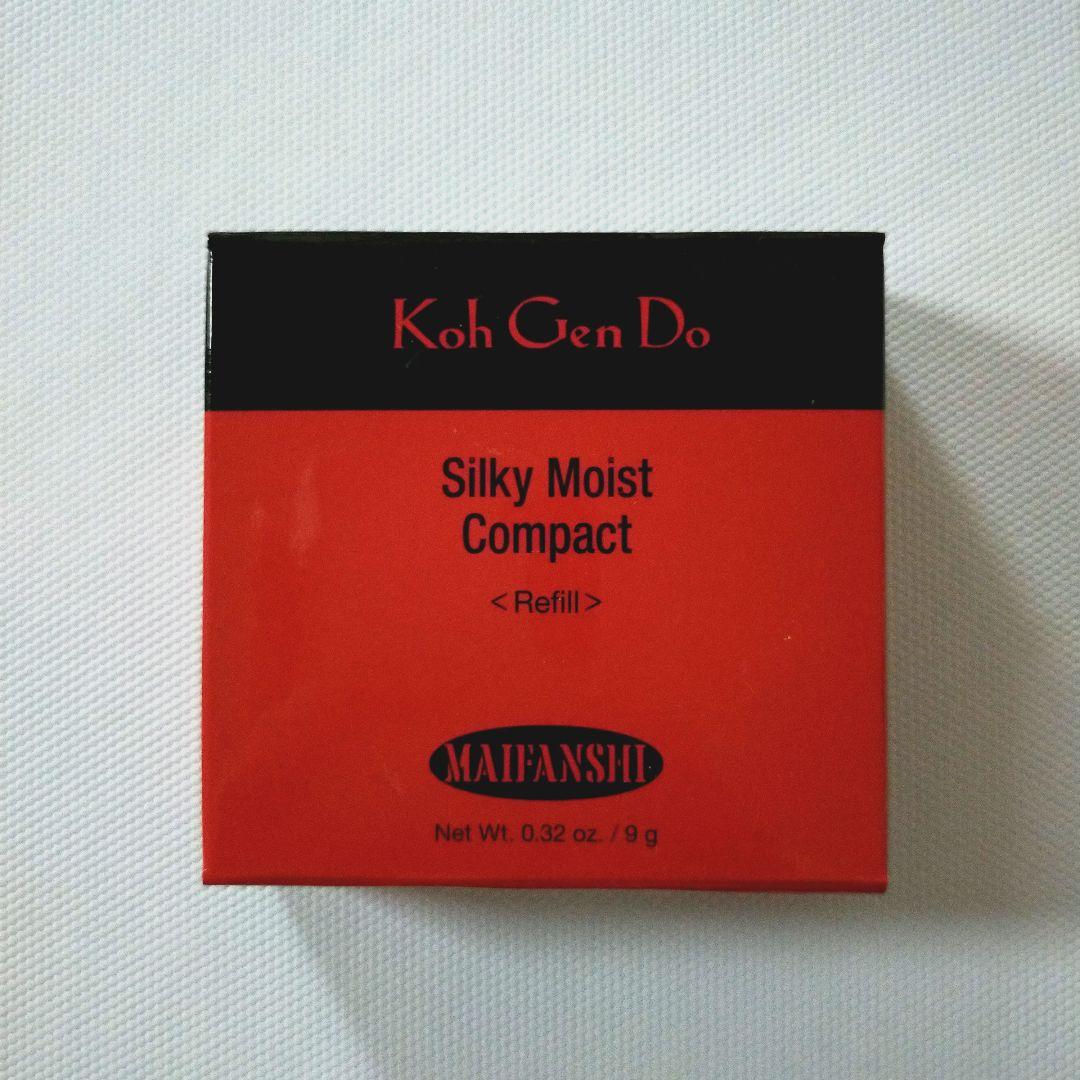 Koh Gen Do
Silky Moist
Compact
<Refill>
MAIFANSHI
Net Wt. 0.32 oz. / 9 g